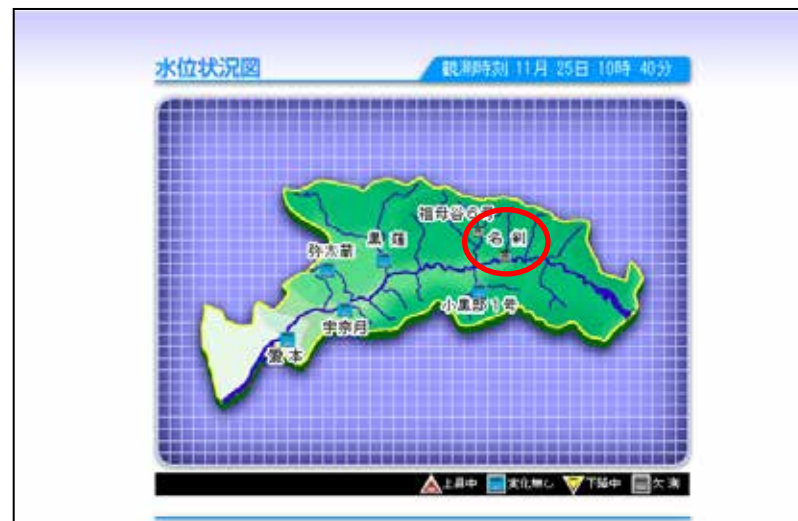 水位状況図
観測時刻 11月 25日 10時 40分
祖母谷6号
名剣
黒薙
弥太蔵
小黒部1号
宇奈月
愛本
上昇中 変化無し 下降中 欠測